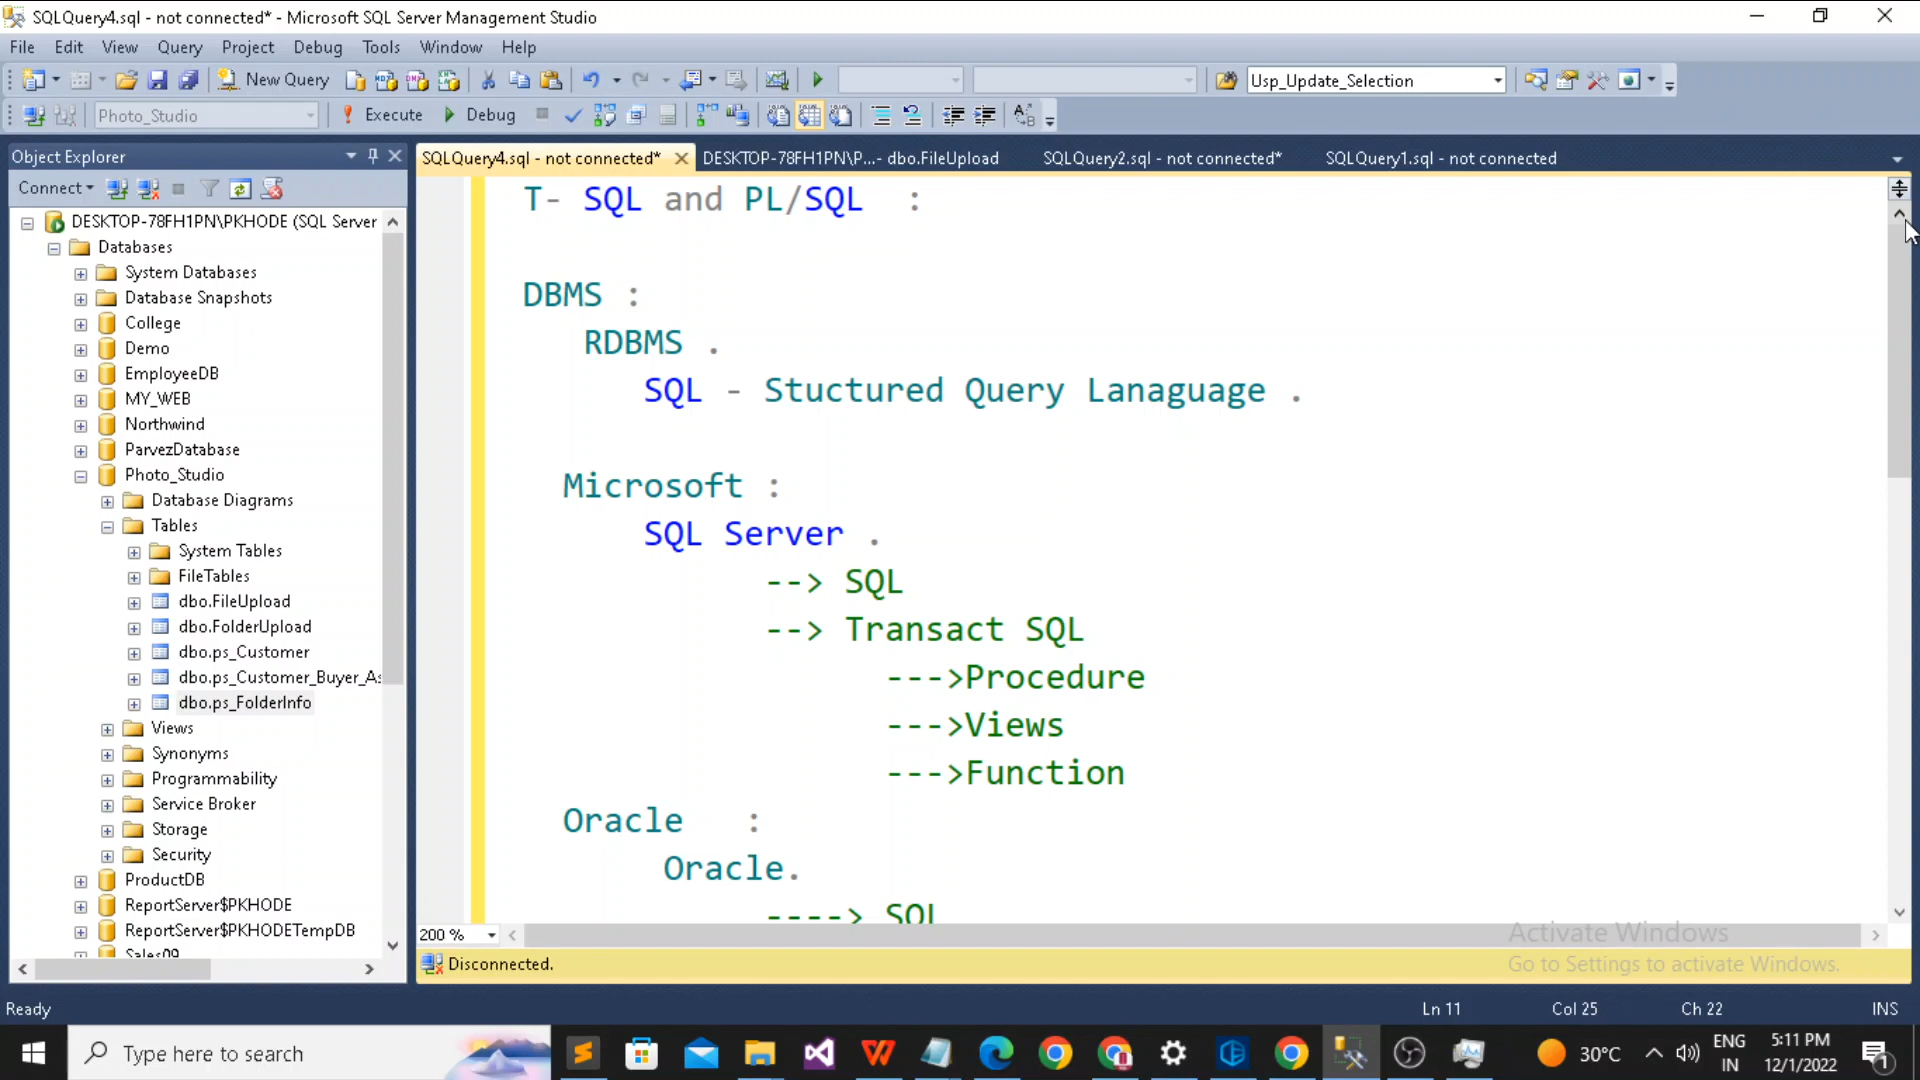 SQLQuery4.sql - not connected* - Microsoft SQL Server Management Studio
File Edit View Query Project Debug Tools Window Help
New Query Usp_Update_Selection
Photo_Studio Execute Debug
Object Explorer
SQLQuery4.sql - not connected* DESKTOP-78FH1PN\P...- dbo.FileUpload SQLQuery2.sql - not connected* SQLQuery1.sql - not connected
Connect
DESKTOP-78FH1PN\PKHODE (SQL Server
Databases
System Databases
Database Snapshots
College
Demo
EmployeeDB
MY_WEB
Northwind
ParvezDatabase
Photo_Studio
Database Diagrams
Tables
System Tables
FileTables
dbo.FileUpload
dbo.FolderUpload
dbo.ps_Customer
dbo.ps_Customer_Buyer_As
dbo.ps_FolderInfo
Views
Synonyms
Programmability
Service Broker
Storage
Security
ProductDB
ReportServer$PKHODE
ReportServer$PKHODETempDB
Sales09
T- SQL and PL/SQL :
DBMS :
RDBMS .
SQL - Stuctured Query Lanaguage .
Microsoft :
SQL Server .
--> SQL
--> Transact SQL
--->Procedure
--->Views
--->Function
Oracle :
Oracle.
----> SQL
200 %
Disconnected.
Activate Windows
Go to Settings to activate Windows.
Ready Ln 11 Col 25 Ch 22 INS
Type here to search
30°C
ENG
IN
5:11 PM
12/1/2022
1